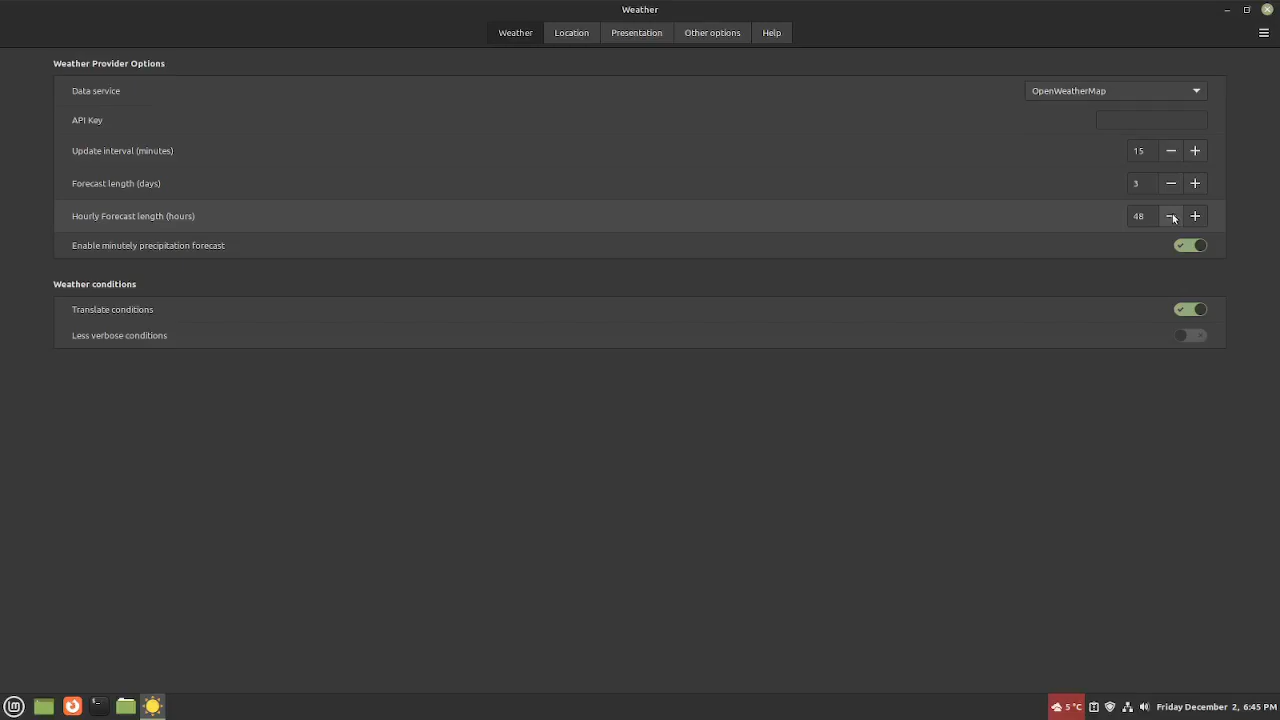 Weather
Weather Location Presentation Other options Help
Weather Provider Options
Data service OpenWeatherMap
API Key
Update interval (minutes) 15
Forecast length (days) 3
Hourly Forecast length (hours) 48
Enable minutely precipitation forecast
Weather conditions
Translate conditions
Less verbose conditions
5 °C Friday December 2, 6:45 PM